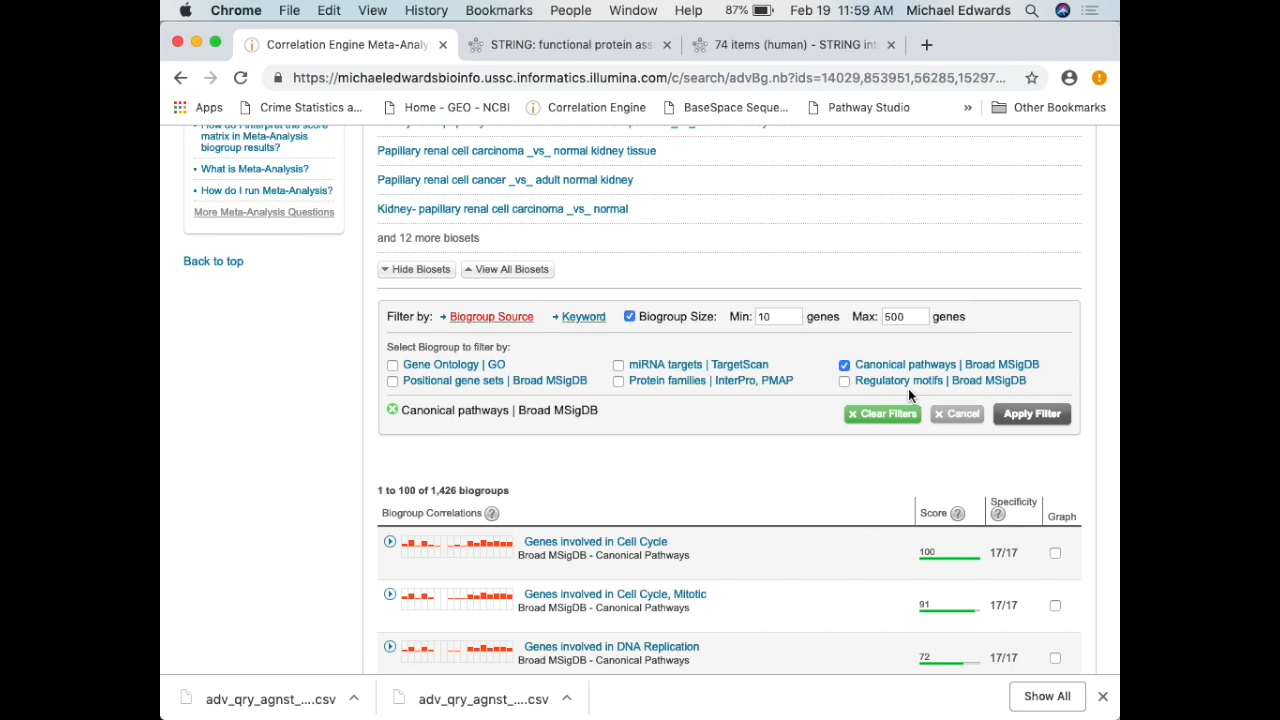 Chrome File Edit View History Bookmarks People Window Help 87% Feb 19 11:59 AM Michael Edwards
Correlation Engine Meta-Analy
STRING: functional protein ass
74 items (human) - STRING int
https://michaeledwardsbioinfo.ussc.informatics.illumina.com/c/search/advBg.nb?ids=14029,853951,56285,15297...
Apps Crime Statistics a... Home - GEO - NCBI Correlation Engine BaseSpace Seque... Pathway Studio » Other Bookmarks
How do I interpret the score
matrix in Meta-Analysis
biogroup results?
What is Meta-Analysis?
How do I run Meta-Analysis?
More Meta-Analysis Questions
Back to top
Papillary renal cell carcinoma _vs_ normal kidney tissue
Papillary renal cell cancer _vs_ adult normal kidney
Kidney- papillary renal cell carcinoma _vs_ normal
and 12 more biosets
Hide Biosets View All Biosets
Filter by: Biogroup Source Keyword Biogroup Size: Min: 10 genes Max: 500 genes
Select Biogroup to filter by:
Gene Ontology | GO miRNA targets | TargetScan Canonical pathways | Broad MSigDB
Positional gene sets | Broad MSigDB Protein families | InterPro, PMAP Regulatory motifs | Broad MSigDB
Canonical pathways | Broad MSigDB Clear Filters Cancel Apply Filter
1 to 100 of 1,426 biogroups
Biogroup Correlations ? Score ? Specificity ? Graph
Genes involved in Cell Cycle
Broad MSigDB - Canonical Pathways
100 17/17
Genes involved in Cell Cycle, Mitotic
Broad MSigDB - Canonical Pathways
91 17/17
Genes involved in DNA Replication
Broad MSigDB - Canonical Pathways
72 17/17
adv_qry_agnst_....csv adv_qry_agnst_....csv Show All